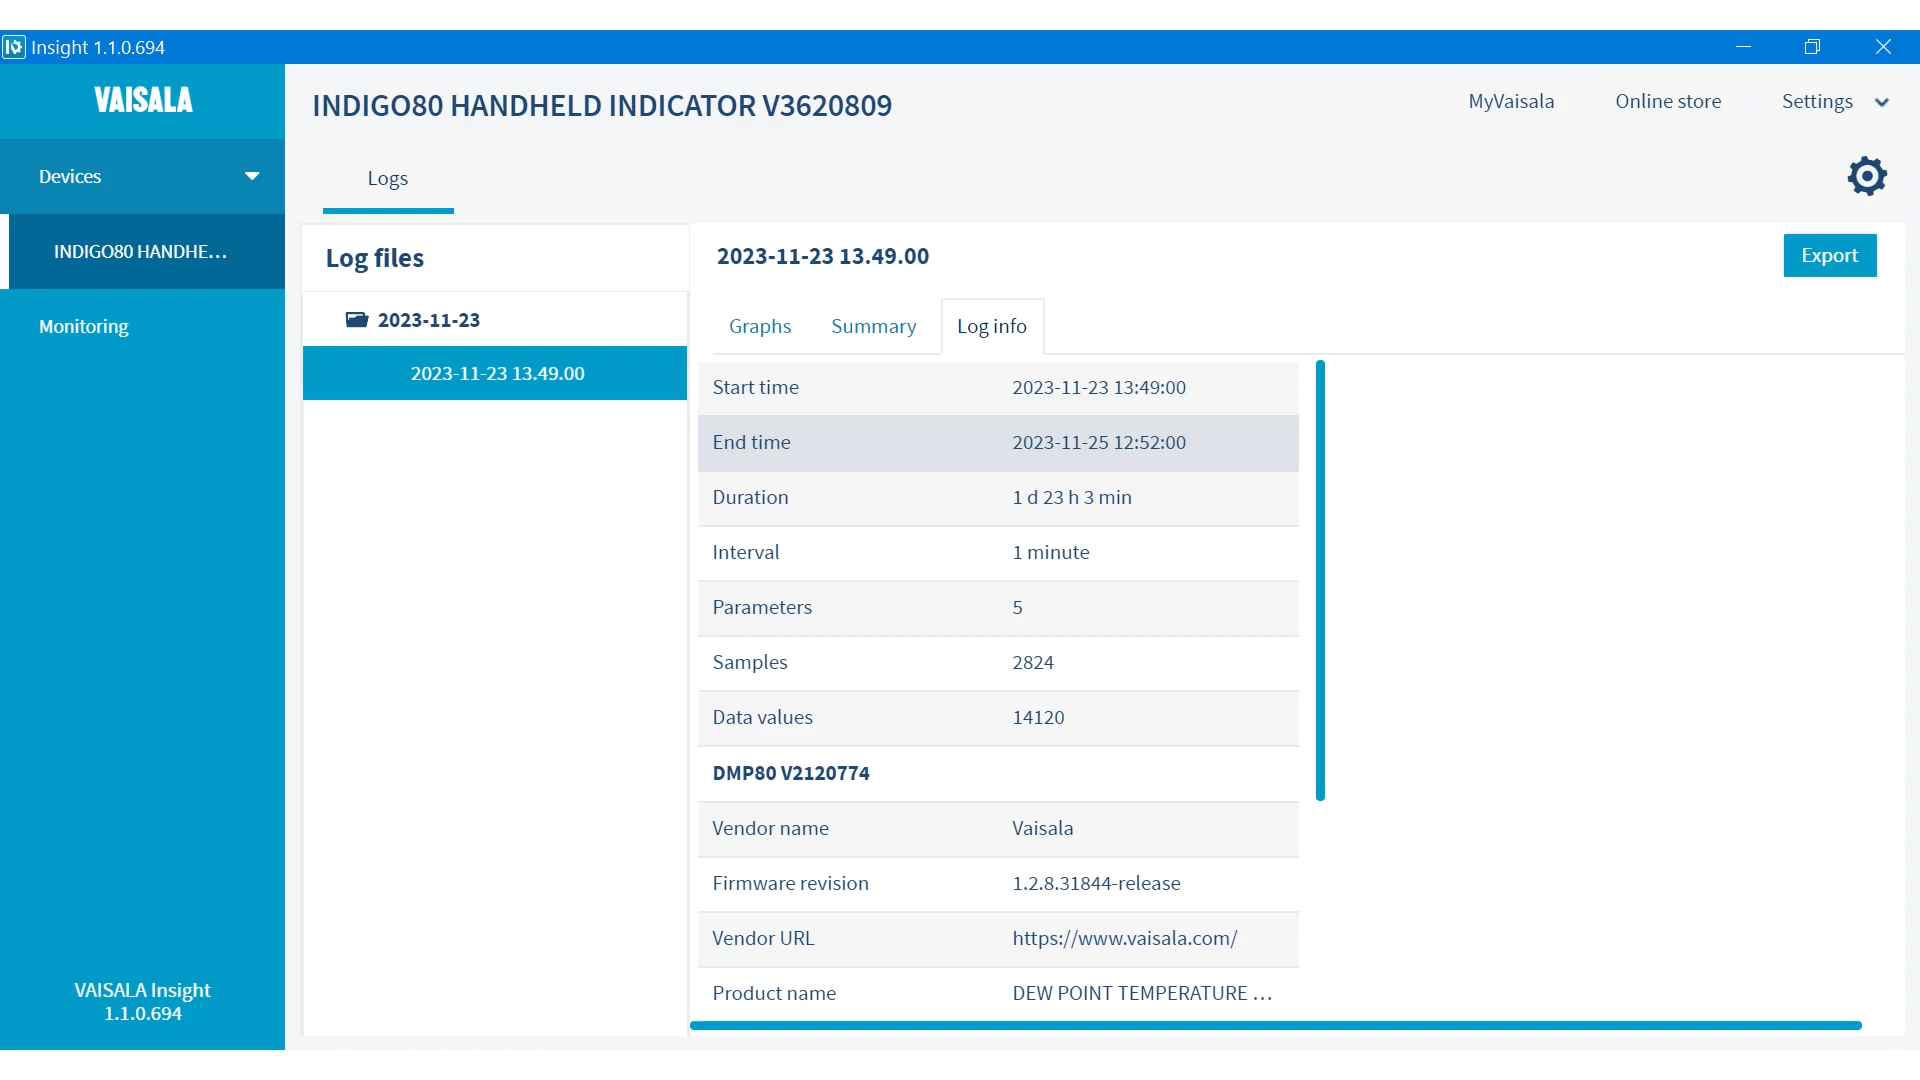 Insight 1.1.0.694
VAISALA
INDIGO80 HANDHELD INDICATOR V3620809
MyVaisala
Online store
Settings
Devices
INDIGO80 HANDHE...
Monitoring
Logs
Log files
2023-11-23
2023-11-23 13.49.00
2023-11-23 13.49.00
Export
Graphs
Summary
Log info
Start time 2023-11-23 13:49:00
End time 2023-11-25 12:52:00
Duration 1 d 23 h 3 min
Interval 1 minute
Parameters 5
Samples 2824
Data values 14120
DMP80 V2120774
Vendor name Vaisala
Firmware revision 1.2.8.31844-release
Vendor URL https://www.vaisala.com/
Product name DEW POINT TEMPERATURE ...
VAISALA Insight
1.1.0.694